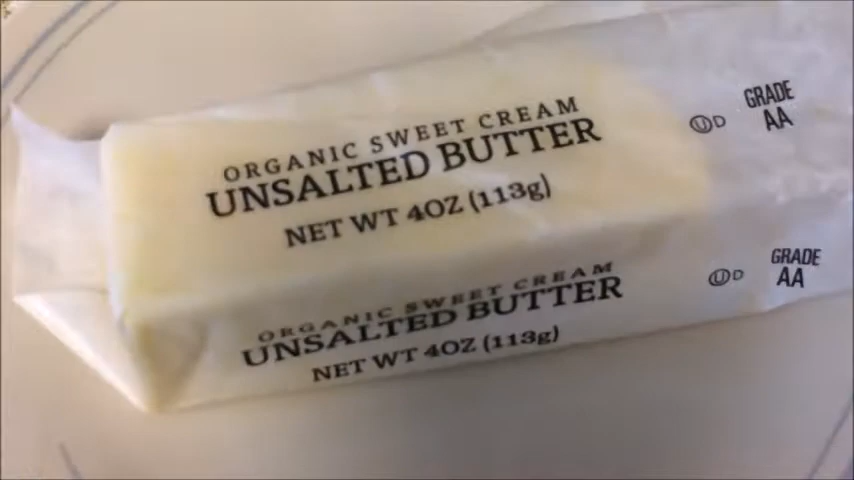 ORGANIC SWEET CREAM
UNSALTED BUTTER
NET WT 4OZ (113g)
Ⓤ D
GRADE
AA
ORGANIC SWEET CREAM
UNSALTED BUTTER
NET WT 4OZ (113g)
Ⓤ D
GRADE
AA